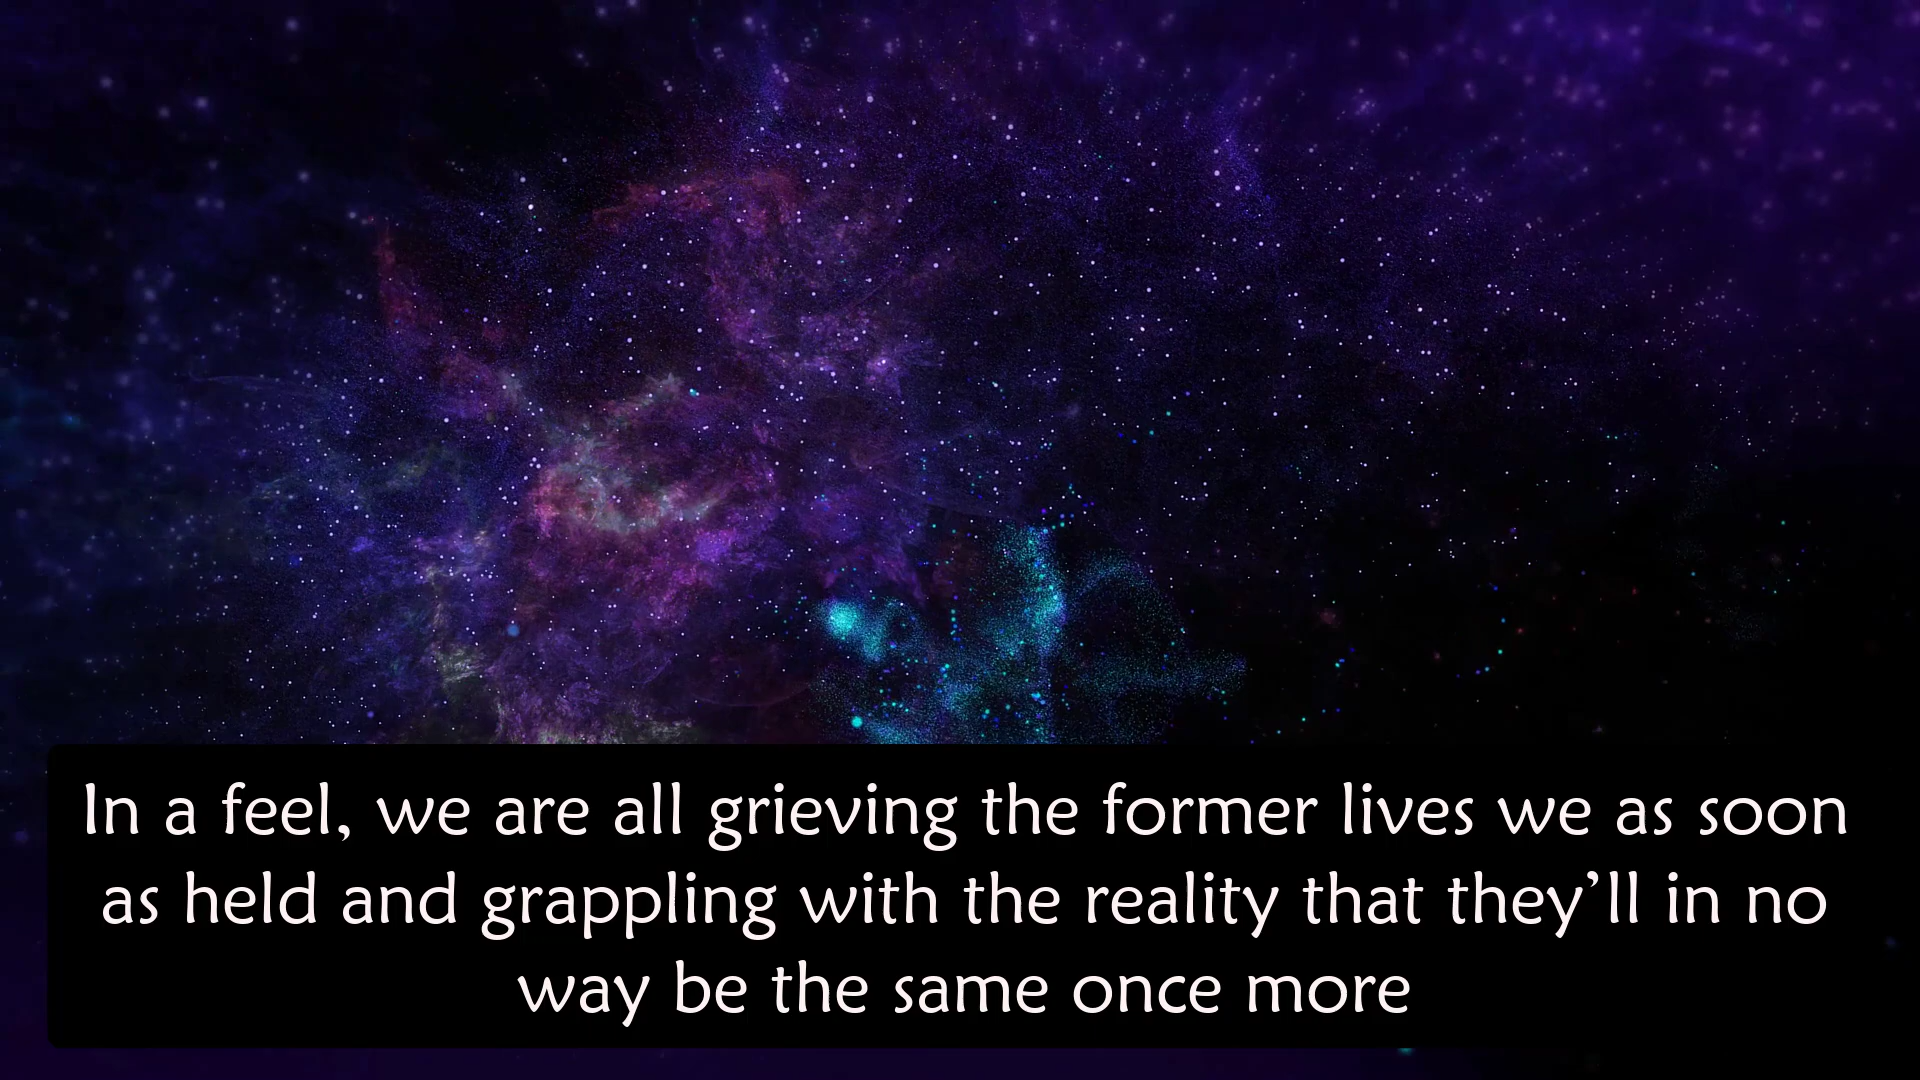 In a feel, we are all grieving the former lives we as soon
as held and grappling with the reality that they’ll in no
way be the same once more